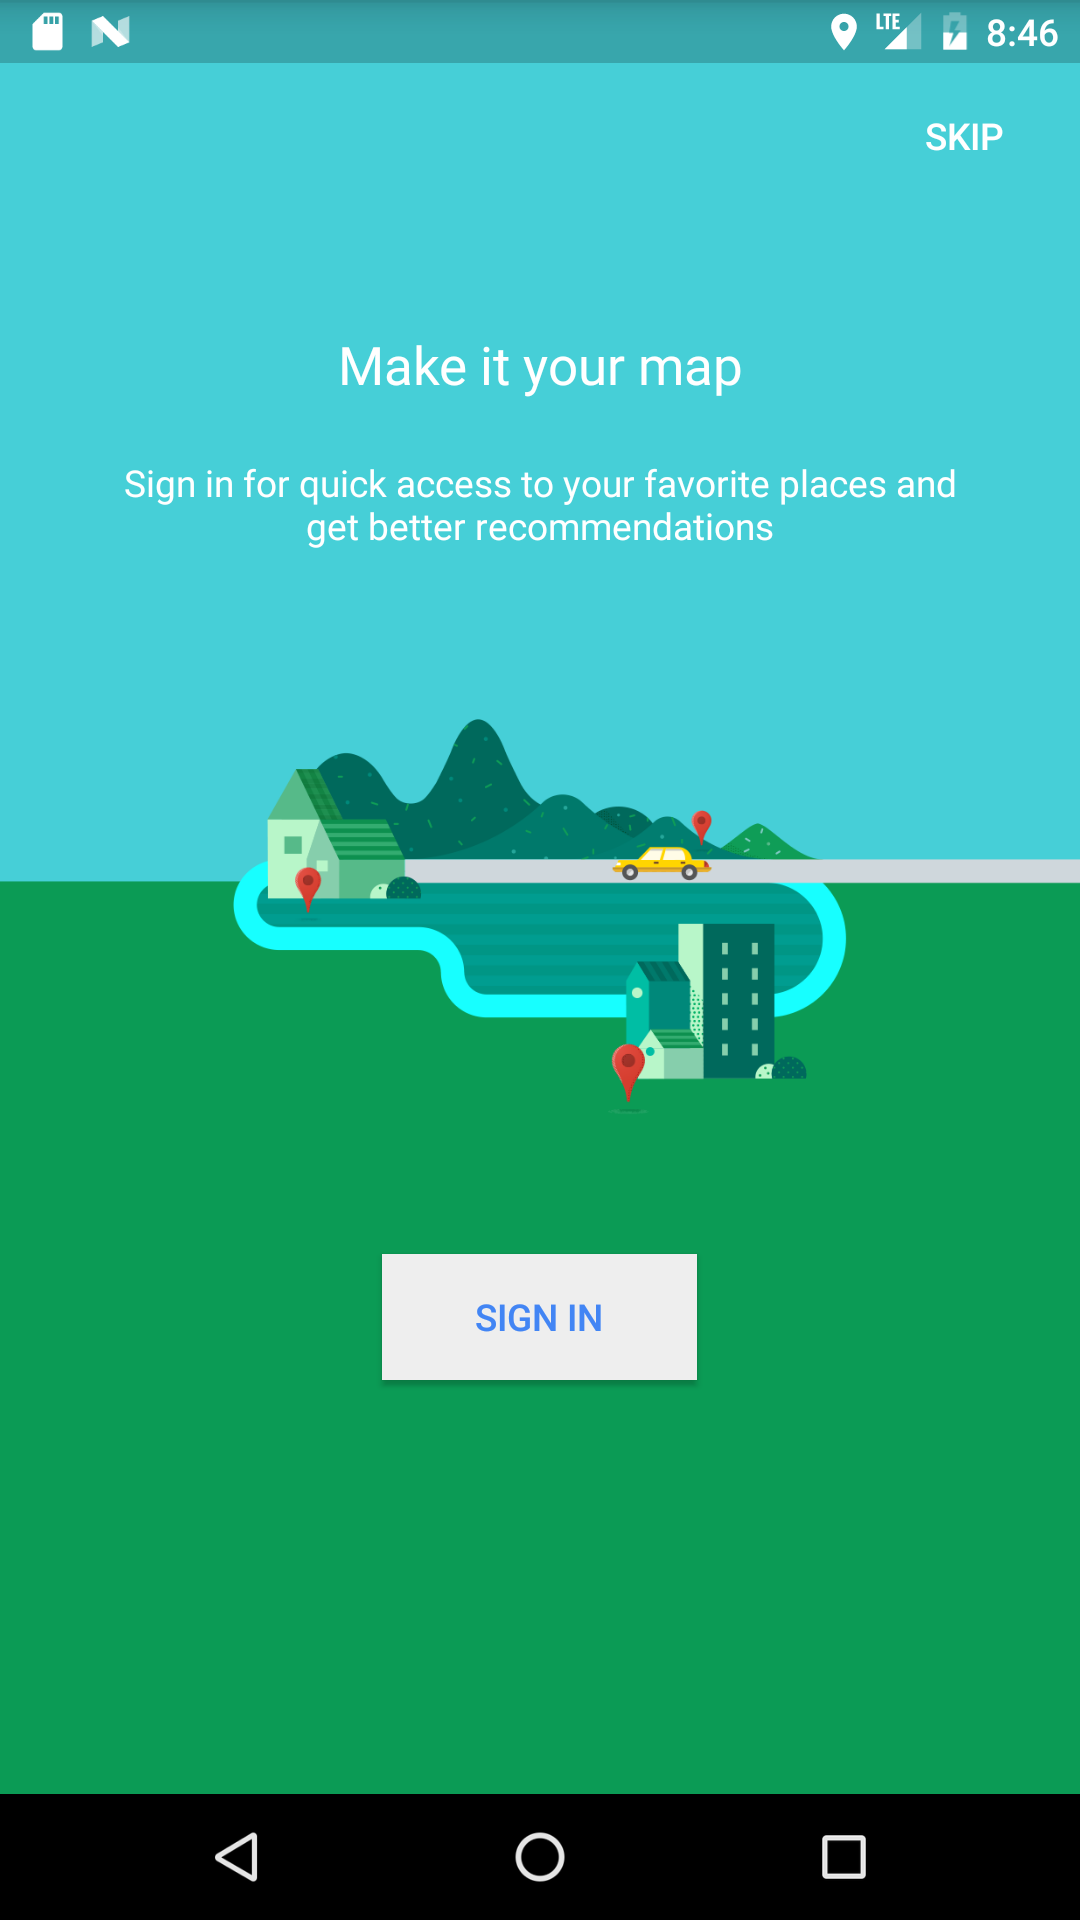 LTE 8:46
SKIP
Make it your map
Sign in for quick access to your favorite places and
get better recommendations
SIGN IN